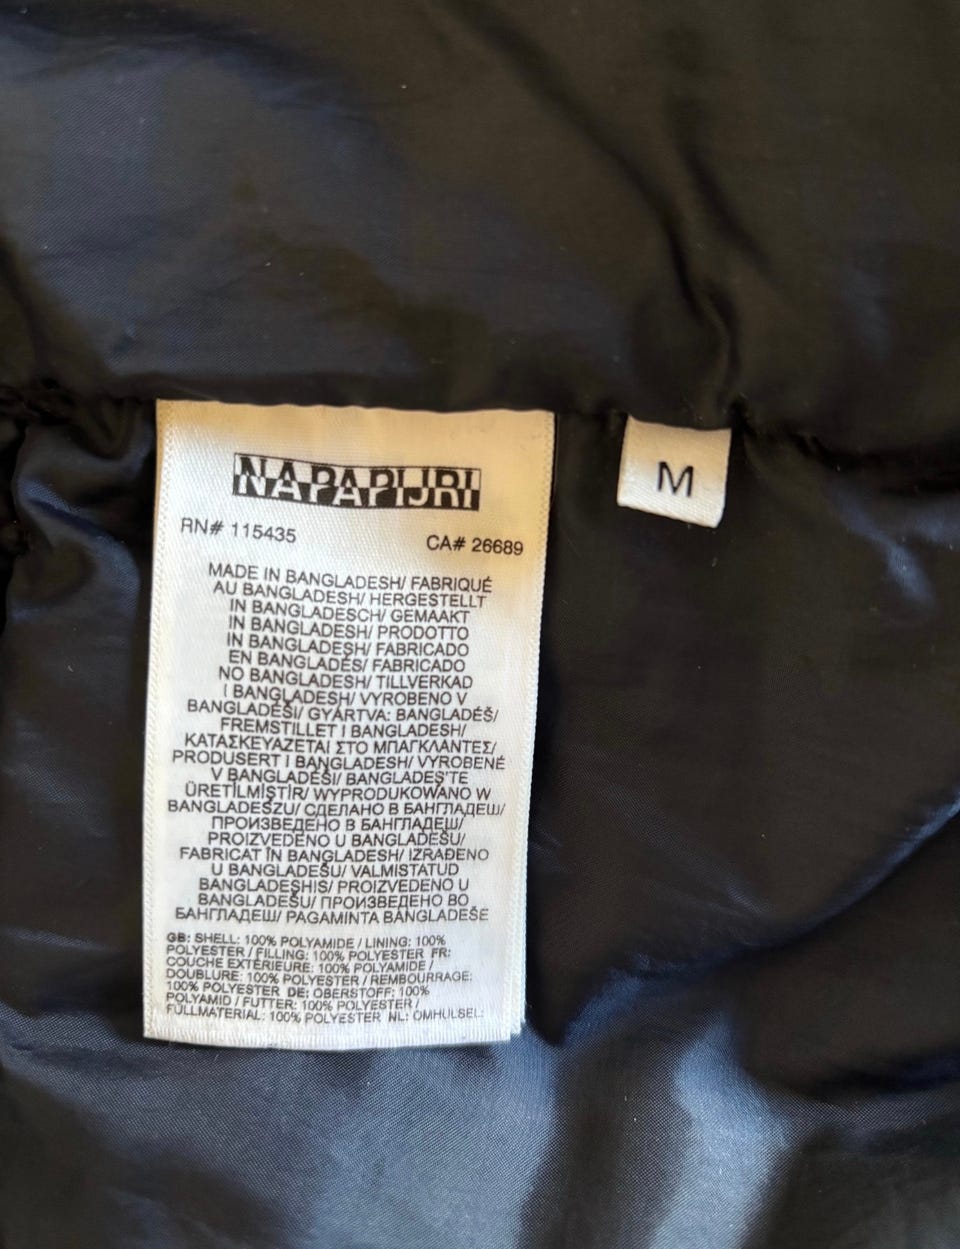 NAPAPIJRI
M
RN# 115435 CA# 26689
MADE IN BANGLADESH/ FABRIQUÉ
AU BANGLADESH/ HERGESTELLT
IN BANGLADESCH/ GEMAAKT
IN BANGLADESH/ PRODOTTO
IN BANGLADESH/ FABRICADO
EN BANGLADÉS/ FABRICADO
NO BANGLADESH/ TILLVERKAD
I BANGLADESH/ VYROBENO V
BANGLADÉŠI/ GYÁRTVA: BANGLADÉŠ/
FREMSTILLET I BANGLADESH/
ΚΑΤΑΣΚΕΥΑΖΕΤΑΙ ΣΤΟ ΜΠΑΓΚΛΑΝΤΕΣ/
PRODUSERT I BANGLADESH/ VYROBENÉ
V BANGLADÉŠI/ BANGLADEŞ'TE
ÜRETİLMİŞTİR/ WYPRODUKOWANO W
BANGLADESZU/ СДЕЛАНО В БАНГЛАДЕШ/
ПРОИЗВЕДЕНО В БАНГЛАДЕШ/
PROIZVEDENO U BANGLADEŠU/
FABRICAT ÎN BANGLADESH/ IZRAĐENO
U BANGLADEŠU/ VALMISTATUD
BANGLADESHIS/ PROIZVEDENO U
BANGLADEŠU/ ПРОИЗВЕДЕНО ВО
БАНГЛАДЕШ/ PAGAMINTA BANGLADEŠE
GB: SHELL: 100% POLYAMIDE / LINING: 100%
POLYESTER / FILLING: 100% POLYESTER FR:
COUCHE EXTÉRIEURE: 100% POLYAMIDE /
DOUBLURE: 100% POLYESTER / REMBOURRAGE:
100% POLYESTER DE: OBERSTOFF: 100%
POLYAMID / FUTTER: 100% POLYESTER /
FÜLLMATERIAL: 100% POLYESTER NL: OMHULSEL: